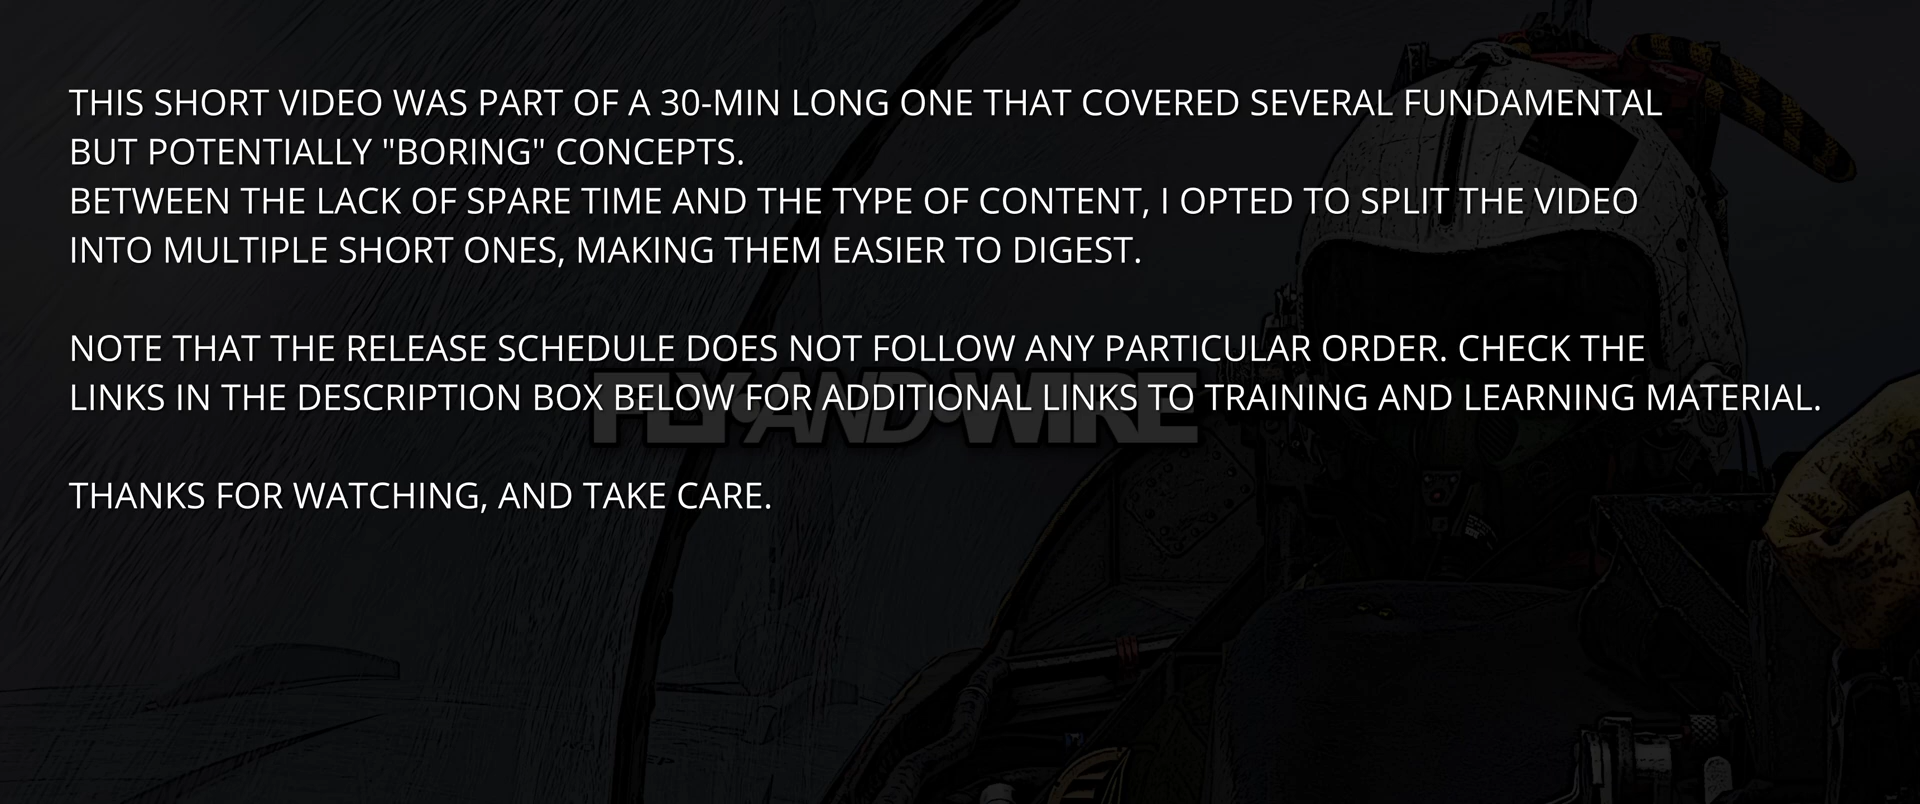 THIS SHORT VIDEO WAS PART OF A 30-MIN LONG ONE THAT COVERED SEVERAL FUNDAMENTAL
BUT POTENTIALLY "BORING" CONCEPTS.
BETWEEN THE LACK OF SPARE TIME AND THE TYPE OF CONTENT, I OPTED TO SPLIT THE VIDEO
INTO MULTIPLE SHORT ONES, MAKING THEM EASIER TO DIGEST.
NOTE THAT THE RELEASE SCHEDULE DOES NOT FOLLOW ANY PARTICULAR ORDER. CHECK THE
LINKS IN THE DESCRIPTION BOX BELOW FOR ADDITIONAL LINKS TO TRAINING AND LEARNING MATERIAL.
FLY•AND•WIRE
THANKS FOR WATCHING, AND TAKE CARE.